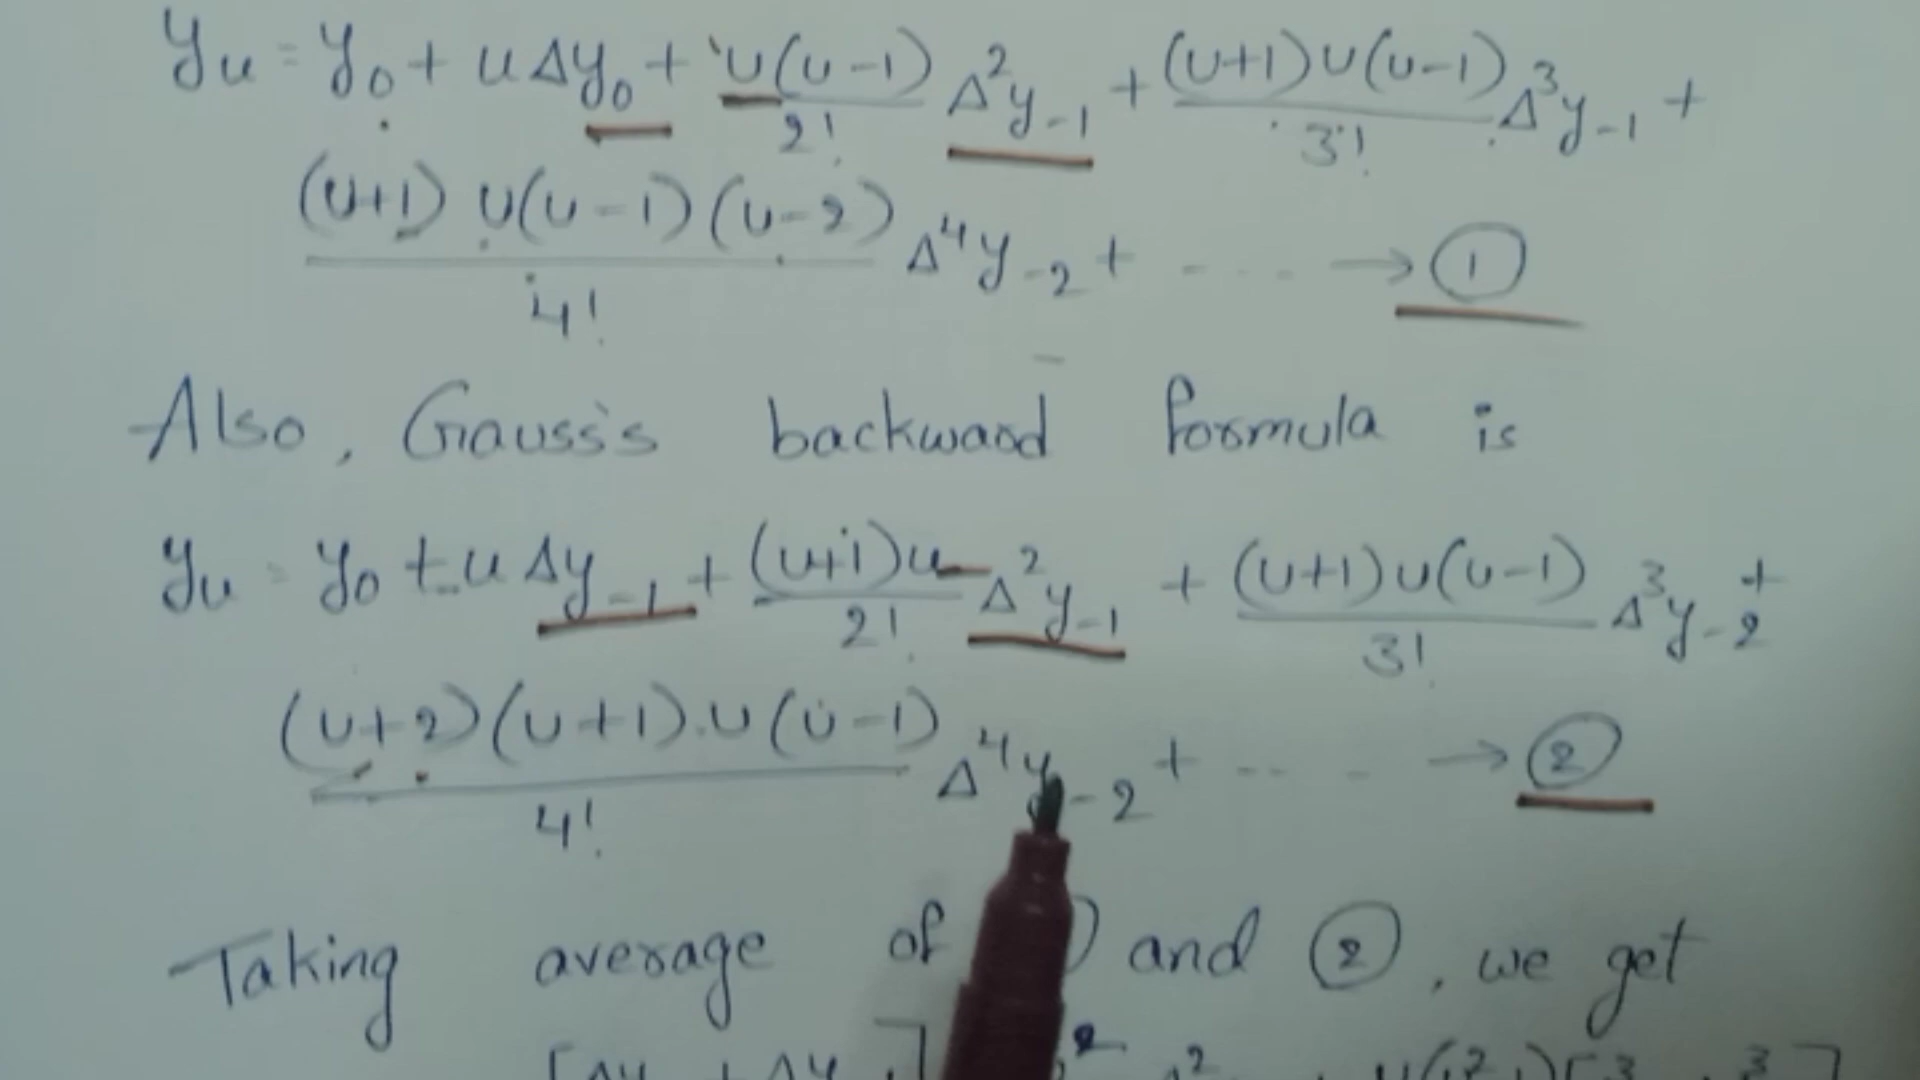 yᵤ = y₀ + uΔy₀ + u(u-1)/2! Δ²y₋₁ + (u+1)u(u-1)/3! Δ³y₋₁ +
(u+1) u(u-1)(u-2)/4! Δ⁴y₋₂ + ---- → ①
Also, Gauss's backward formula is
yᵤ = y₀ + uΔy₋₁ + (u+1)u/2! Δ²y₋₁ + (u+1)u(u-1)/3! Δ³y₋₂ +
(u+2)(u+1).u(u-1)/4! Δ⁴y₋₂ + --- → ②
Taking average of and ②, we get